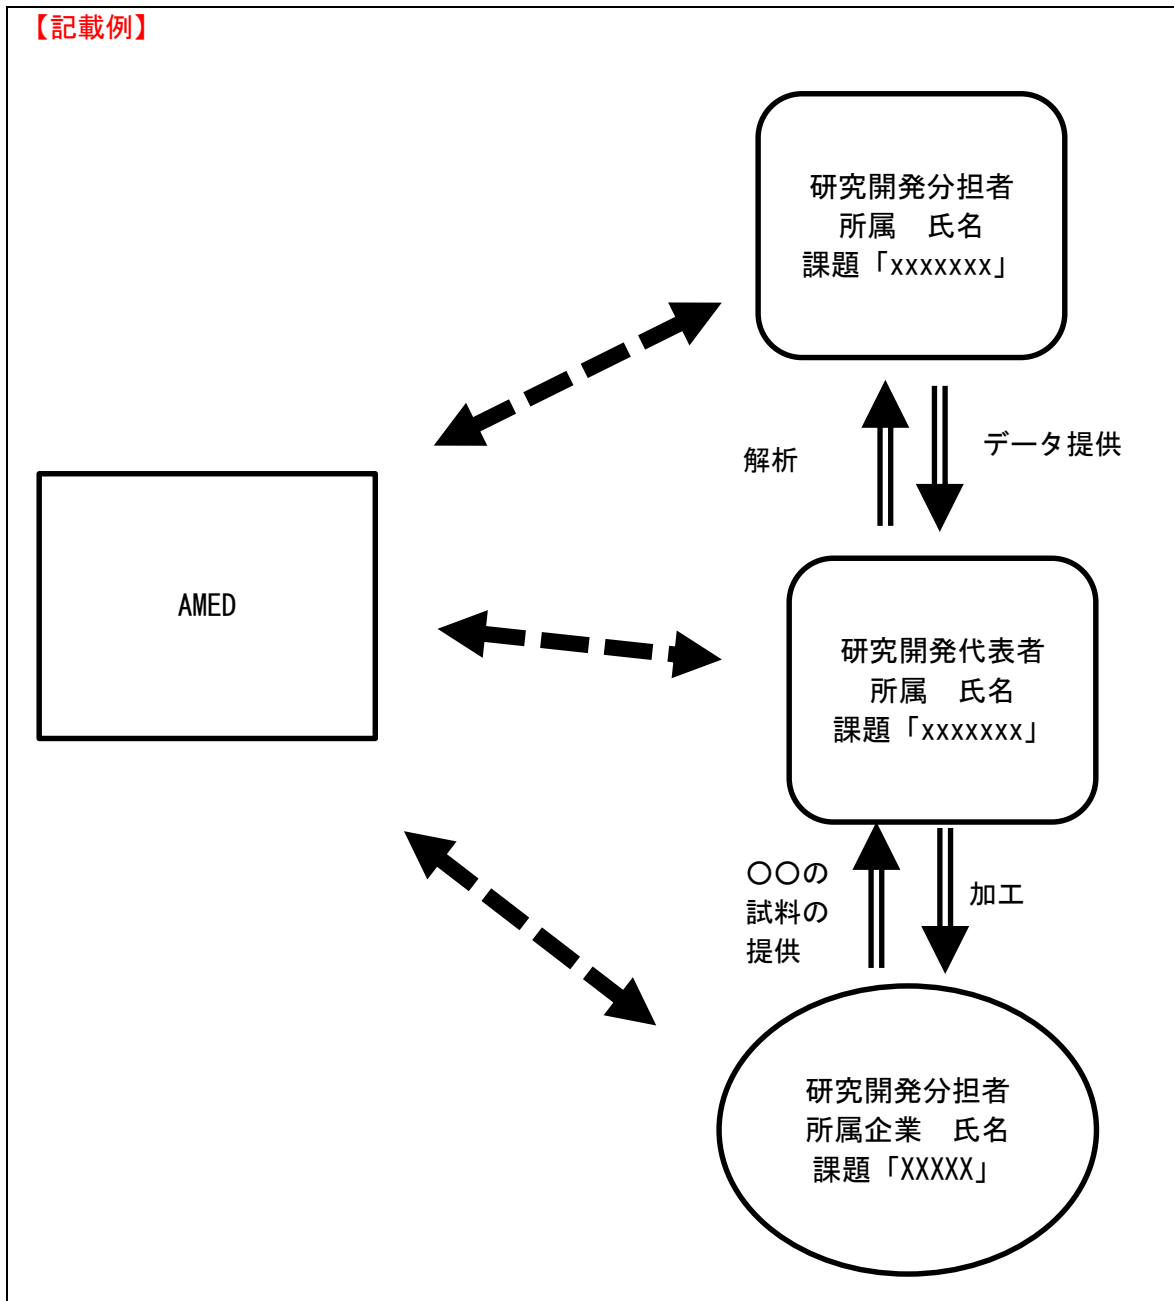 【記載例】
研究開発分担者
所属　氏名
課題「xxxxxxx」
解析
データ提供
AMED
研究開発代表者
所属　氏名
課題「xxxxxxx」
〇〇の
試料の
提供
加工
研究開発分担者
所属企業　氏名
課題「XXXXX」